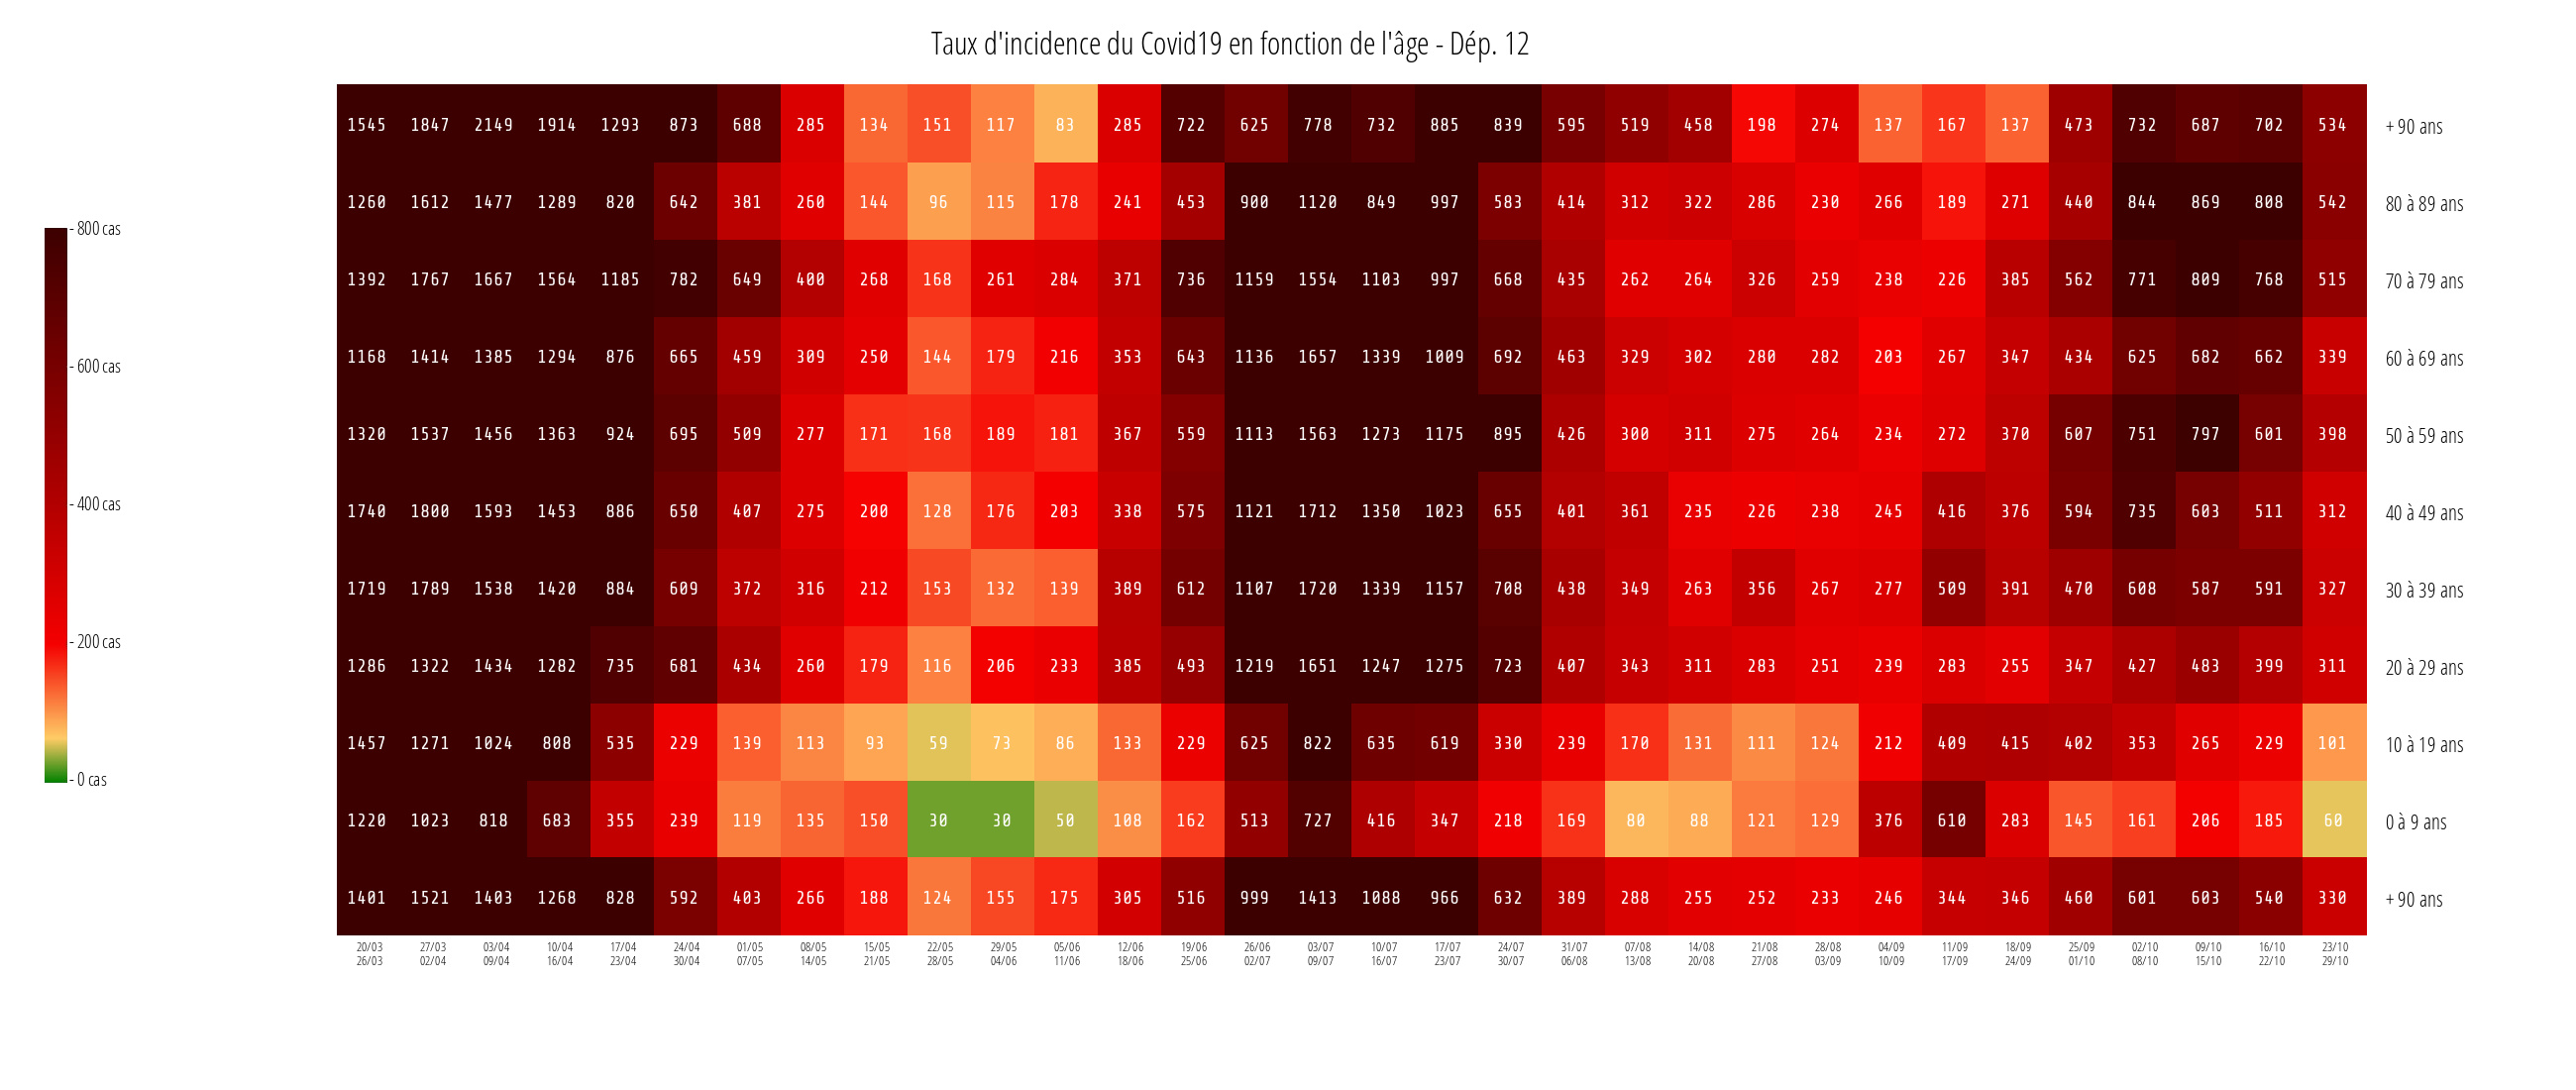 Taux d'incidence du Covid19 en fonction de l'âge - Dép. 12
- 800 cas
- 600 cas
- 400 cas
- 200 cas
- 0 cas
1545 1847 2149 1914 1293 873 688 285 134 151 117 83 285 722 625 778 732 885 839 595 519 458 198 274 137 167 137 473 732 687 702 534 + 90 ans
1260 1612 1477 1289 820 642 381 260 144 96 115 178 241 453 900 1120 849 997 583 414 312 322 286 230 266 189 271 440 844 869 808 542 80 à 89 ans
1392 1767 1667 1564 1185 782 649 400 268 168 261 284 371 736 1159 1554 1103 997 668 435 262 264 326 259 238 226 385 562 771 809 768 515 70 à 79 ans
1168 1414 1385 1294 876 665 459 309 250 144 179 216 353 643 1136 1657 1339 1009 692 463 329 302 280 282 203 267 347 434 625 682 662 339 60 à 69 ans
1320 1537 1456 1363 924 695 509 277 171 168 189 181 367 559 1113 1563 1273 1175 895 426 300 311 275 264 234 272 370 607 751 797 601 398 50 à 59 ans
1740 1800 1593 1453 886 650 407 275 200 128 176 203 338 575 1121 1712 1350 1023 655 401 361 235 226 238 245 416 376 594 735 603 511 312 40 à 49 ans
1719 1789 1538 1420 884 609 372 316 212 153 132 139 389 612 1107 1720 1339 1157 708 438 349 263 356 267 277 509 391 470 608 587 591 327 30 à 39 ans
1286 1322 1434 1282 735 681 434 260 179 116 206 233 385 493 1219 1651 1247 1275 723 407 343 311 283 251 239 283 255 347 427 483 399 311 20 à 29 ans
1457 1271 1024 808 535 229 139 113 93 59 73 86 133 229 625 822 635 619 330 239 170 131 111 124 212 409 415 402 353 265 229 101 10 à 19 ans
1220 1023 818 683 355 239 119 135 150 30 30 50 108 162 513 727 416 347 218 169 80 88 121 129 376 610 283 145 161 206 185 60 0 à 9 ans
1401 1521 1403 1268 828 592 403 266 188 124 155 175 305 516 999 1413 1088 966 632 389 288 255 252 233 246 344 346 460 601 603 540 330 + 90 ans
20/03 27/03 03/04 10/04 17/04 24/04 01/05 08/05 15/05 22/05 29/05 05/06 12/06 19/06 26/06 03/07 10/07 17/07 24/07 31/07 07/08 14/08 21/08 28/08 04/09 11/09 18/09 25/09 02/10 09/10 16/10 23/10
26/03 02/04 09/04 16/04 23/04 30/04 07/05 14/05 21/05 28/05 04/06 11/06 18/06 25/06 02/07 09/07 16/07 23/07 30/07 06/08 13/08 20/08 27/08 03/09 10/09 17/09 24/09 01/10 08/10 15/10 22/10 29/10